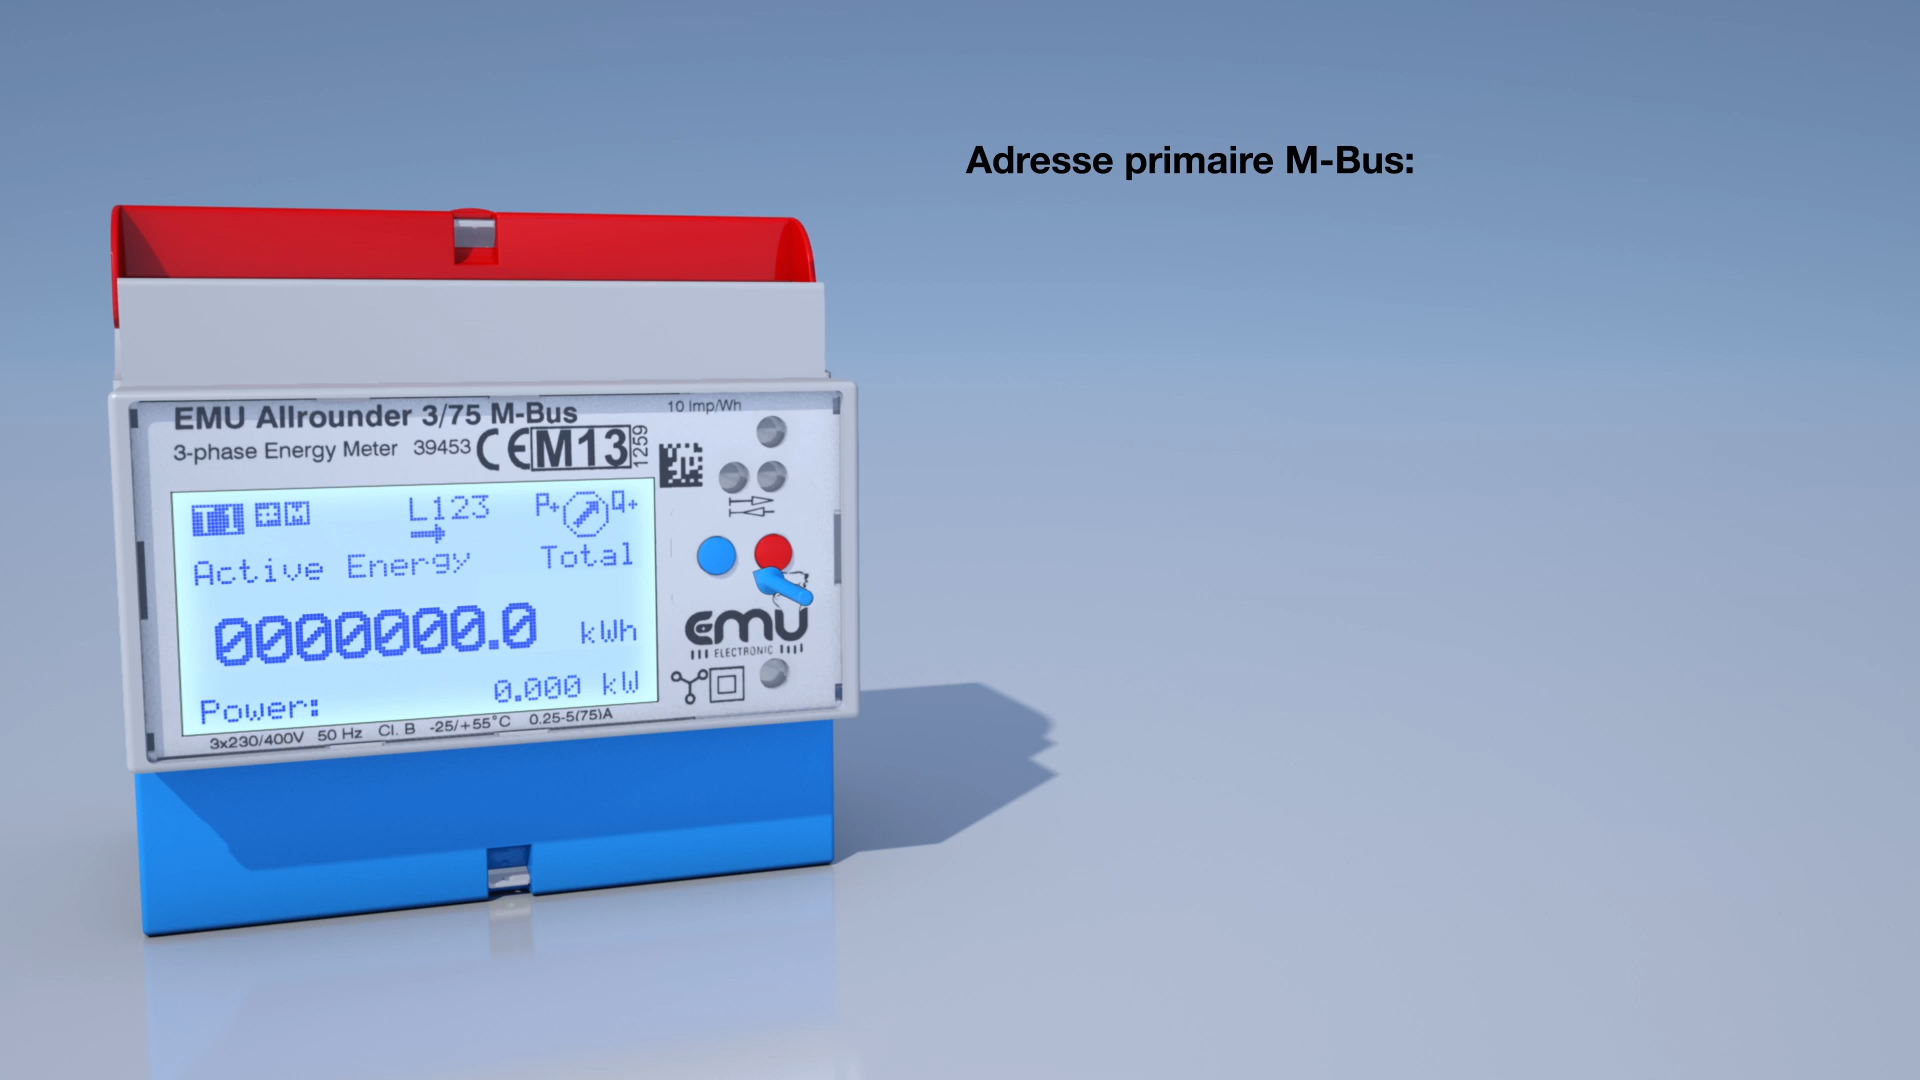 Adresse primaire M-Bus:
EMU Allrounder 3/75 M-Bus
10 Imp/Wh
3-phase Energy Meter 39453 CE M13 1259
T1 M L123 P+ Q+
Active Energy Total
0000000.0 kWh
Power: 0.000 kW
3x230/400V 50 Hz Cl. B -25/+55°C 0.25-5(75)A
emu
ELECTRONIC